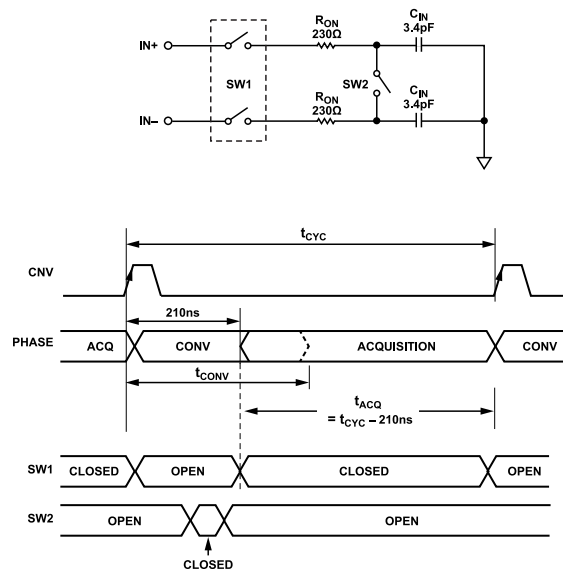 IN+
SW1
R_ON
230Ω
C_IN
3.4pF
SW2
IN–
R_ON
230Ω
C_IN
3.4pF
t_CYC
CNV
210ns
PHASE
ACQ
CONV
ACQUISITION
CONV
t_CONV
t_ACQ
= t_CYC – 210ns
SW1
CLOSED
OPEN
CLOSED
OPEN
SW2
OPEN
OPEN
CLOSED